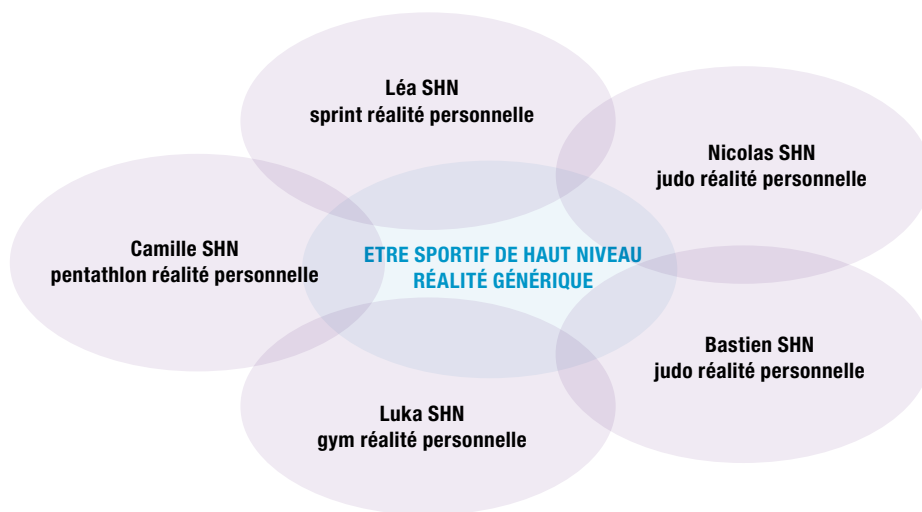 Léa SHN
sprint réalité personnelle
Nicolas SHN
judo réalité personnelle
Camille SHN
pentathlon réalité personnelle
ETRE SPORTIF DE HAUT NIVEAU
RÉALITÉ GÉNÉRIQUE
Bastien SHN
judo réalité personnelle
Luka SHN
gym réalité personnelle